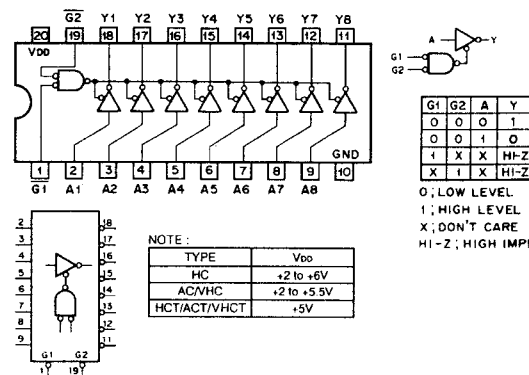 G2 Y1 Y2 Y3 Y4 Y5 Y6 Y7 Y8
20 19 18 17 16 15 14 13 12 11
VDD
GND
1 2 3 4 5 6 7 8 9 10
G1 A1 A2 A3 A4 A5 A6 A7 A8
A Y
G1
G2
G1 G2 A Y
0 0 0 1
0 0 1 0
1 X X HI-Z
X 1 X HI-Z
0 ; LOW LEVEL
1 ; HIGH LEVEL
X ; DON'T CARE
HI-Z ; HIGH IMPE
2 18
3 17
4 16
5 15
6 14
7 13
8 12
9 11
G1 G2
1 19
NOTE :
TYPE VDD
HC +2 to +6V
AC/VHC +2 to +5.5V
HCT/ACT/VHCT +5V